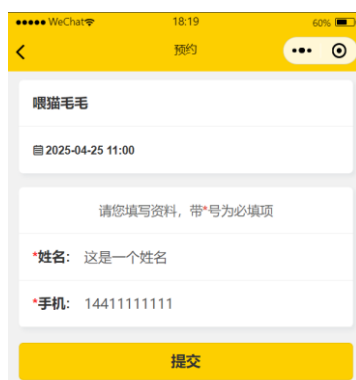 WeChat 18:19 60%
预约
喂猫毛毛
2025-04-25 11:00
请您填写资料，带*号为必填项
*姓名： 这是一个姓名
*手机： 14411111111
提交